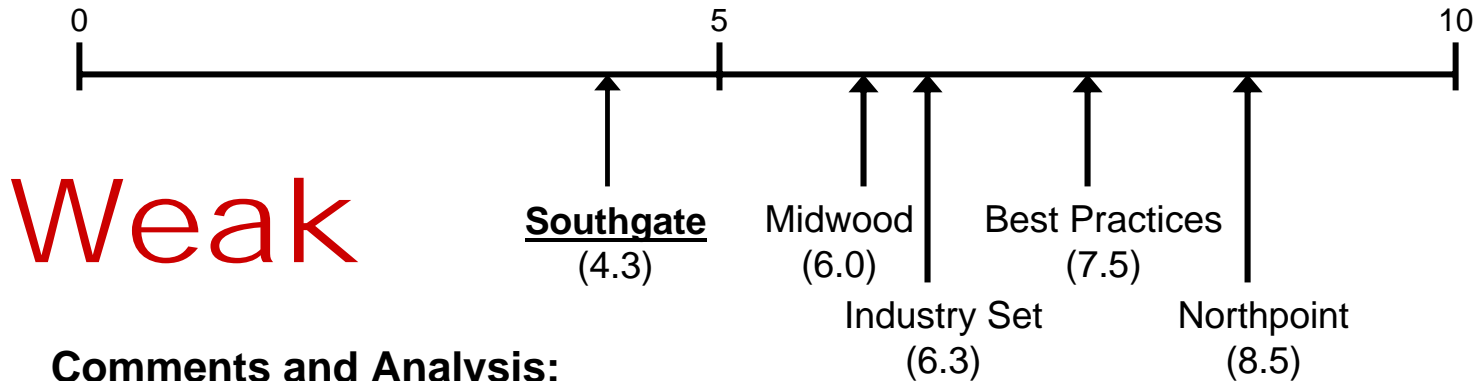 0 5 10
Weak
Southgate Midwood Best Practices
(4.3) (6.0) (7.5)
Industry Set Northpoint
(6.3) (8.5)
Comments and Analysis: